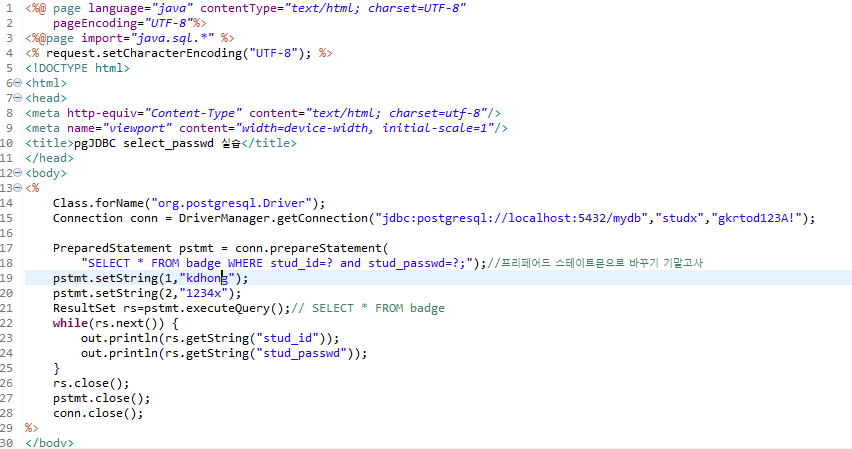 1 <%@ page language="java" contentType="text/html; charset=UTF-8"
2 pageEncoding="UTF-8"%>
3 <%@page import="java.sql.*" %>
4 <% request.setCharacterEncoding("UTF-8"); %>
5 <!DOCTYPE html>
6 <html>
7 <head>
8 <meta http-equiv="Content-Type" content="text/html; charset=utf-8"/>
9 <meta name="viewport" content="width=device-width, initial-scale=1"/>
10 <title>pgJDBC select_passwd 실습</title>
11 </head>
12 <body>
13 <%
14 Class.forName("org.postgresql.Driver");
15 Connection conn = DriverManager.getConnection("jdbc:postgresql://localhost:5432/mydb","studx","gkrtod123A!");
16
17 PreparedStatement pstmt = conn.prepareStatement(
18 "SELECT * FROM badge WHERE stud_id=? and stud_passwd=?;");//프리페어드 스테이트문으로 바꾸기 기말고사
19 pstmt.setString(1,"kdhong");
20 pstmt.setString(2,"1234x");
21 ResultSet rs=pstmt.executeQuery();// SELECT * FROM badge
22 while(rs.next()) {
23 out.println(rs.getString("stud_id"));
24 out.println(rs.getString("stud_passwd"));
25 }
26 rs.close();
27 pstmt.close();
28 conn.close();
29 %>
30 </body>